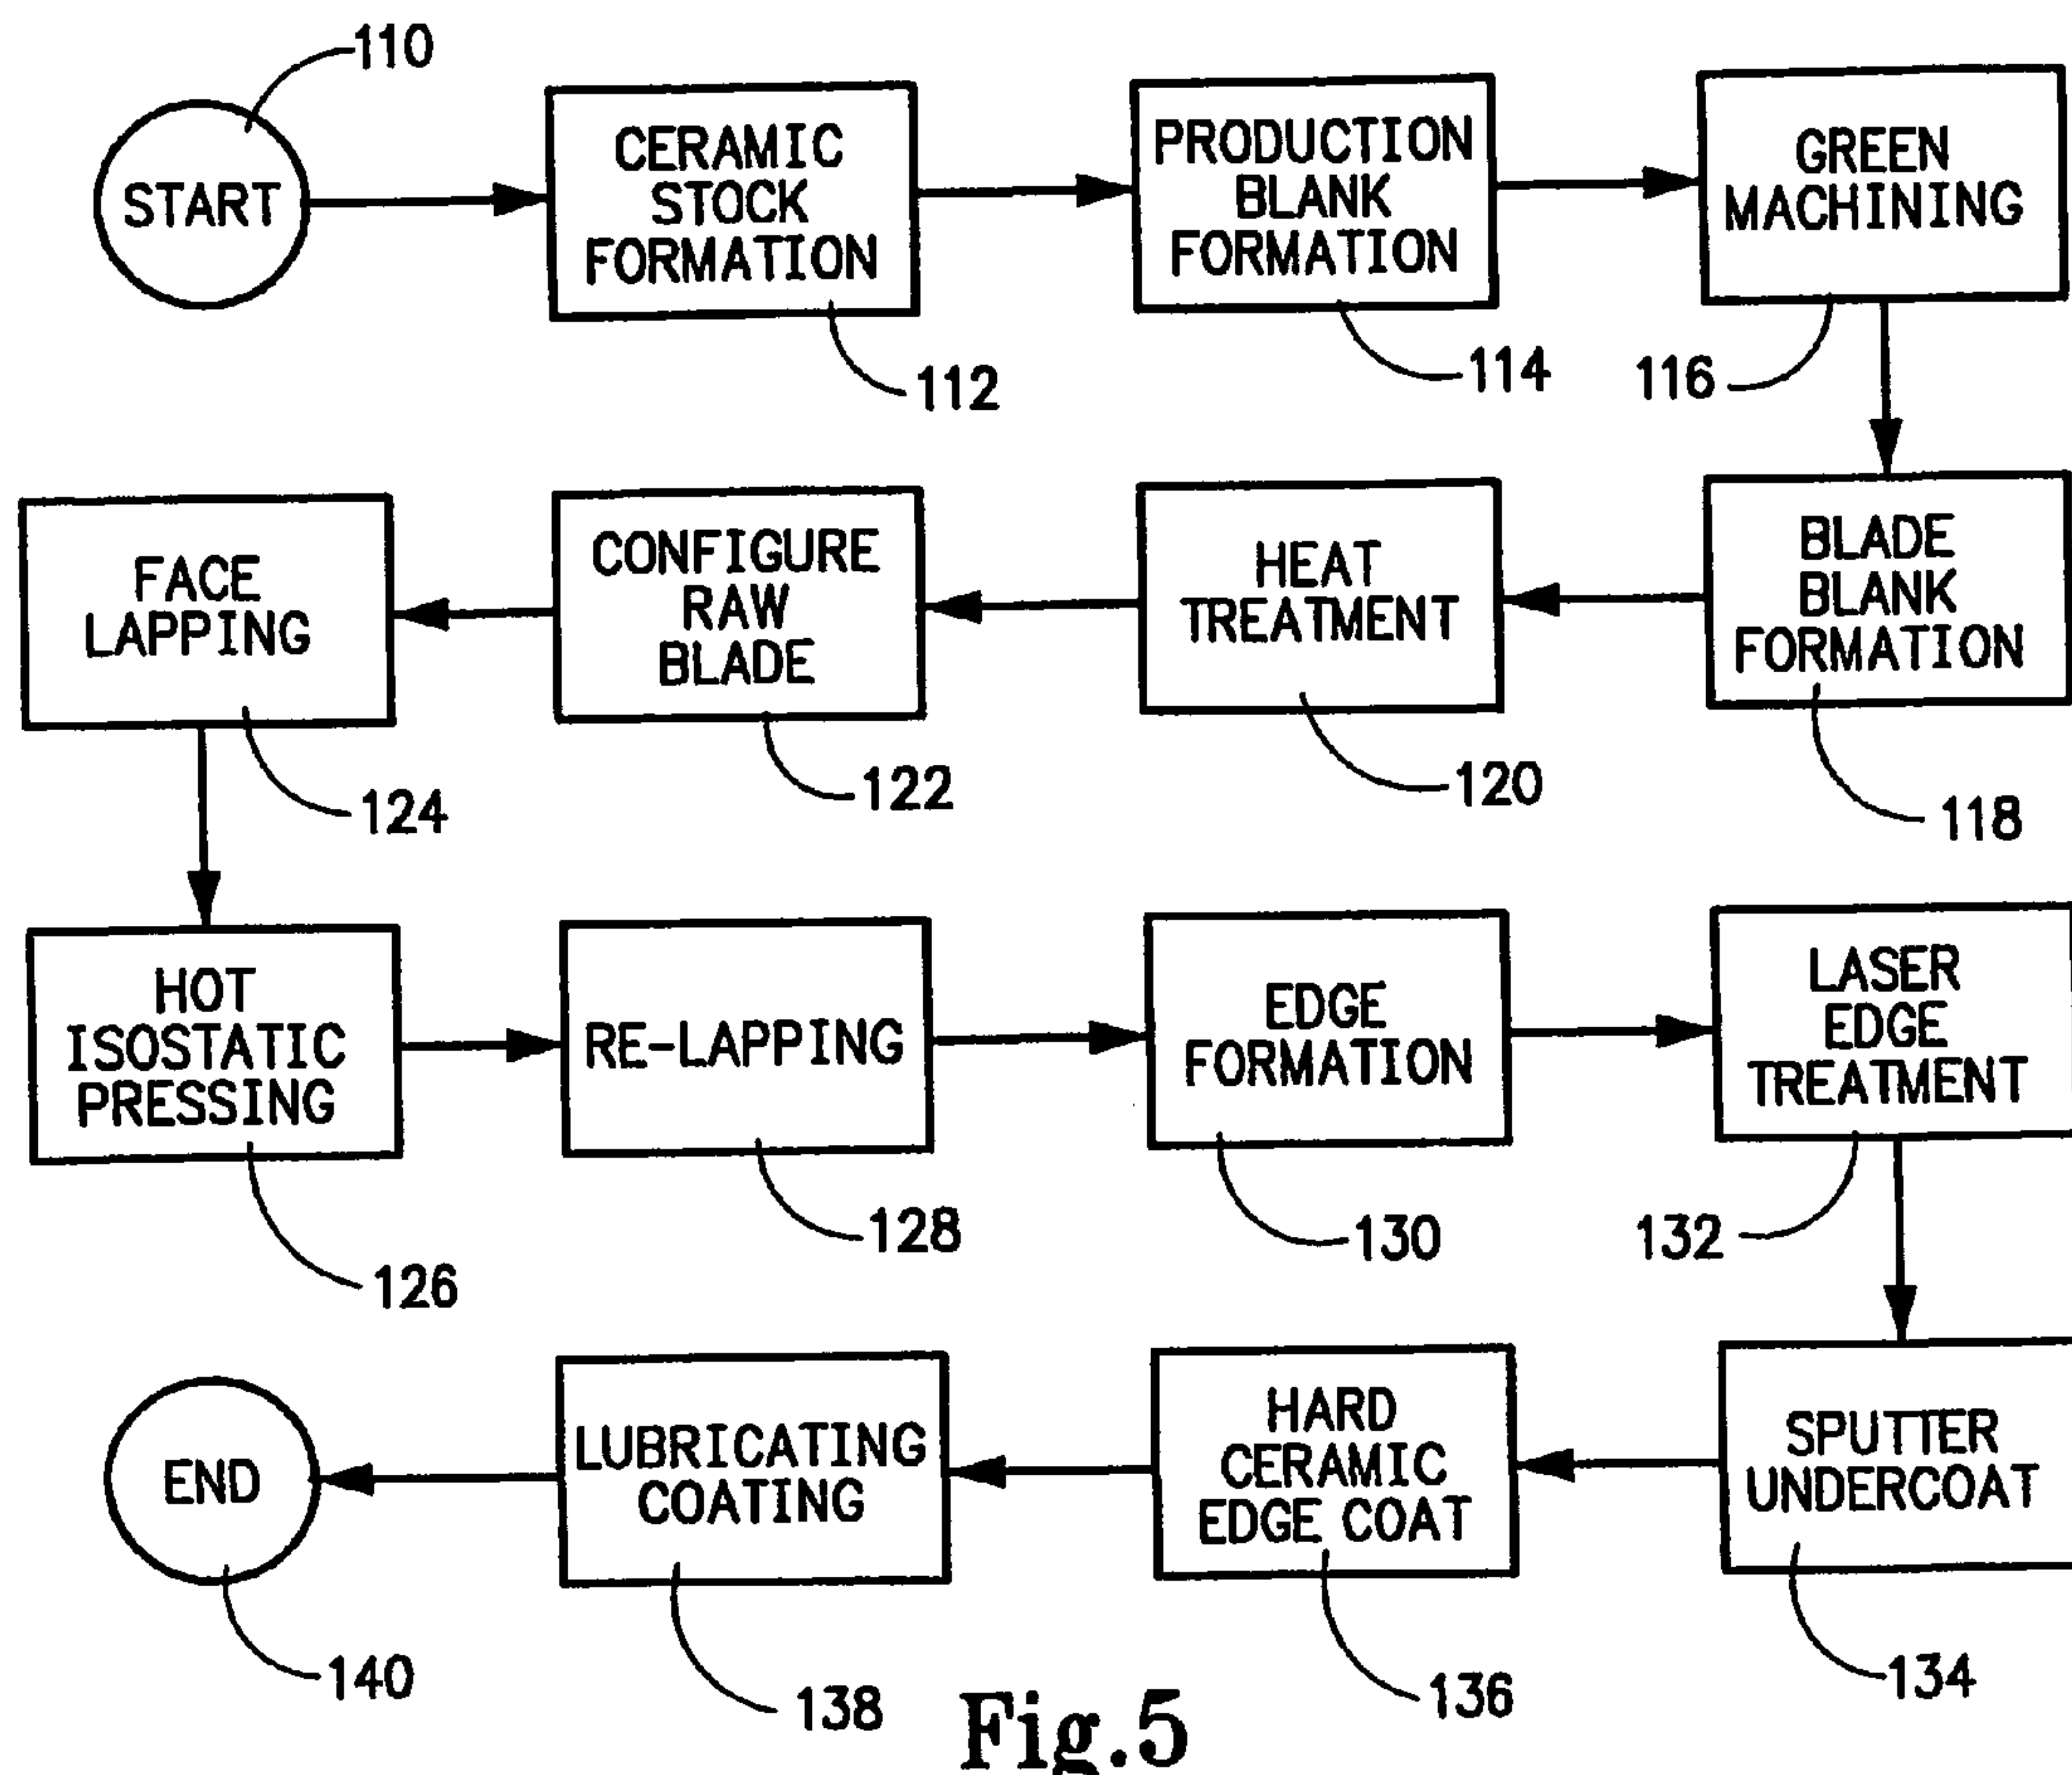 110
START
CERAMIC
STOCK
FORMATION
112
PRODUCTION
BLANK
FORMATION
114
GREEN
MACHINING
116
BLADE
BLANK
FORMATION
118
HEAT
TREATMENT
120
CONFIGURE
RAW
BLADE
122
FACE
LAPPING
124
HOT
ISOSTATIC
PRESSING
126
RE-LAPPING
128
EDGE
FORMATION
130
LASER
EDGE
TREATMENT
132
SPUTTER
UNDERCOAT
134
HARD
CERAMIC
EDGE COAT
136
LUBRICATING
COATING
138
END
140
Fig.5